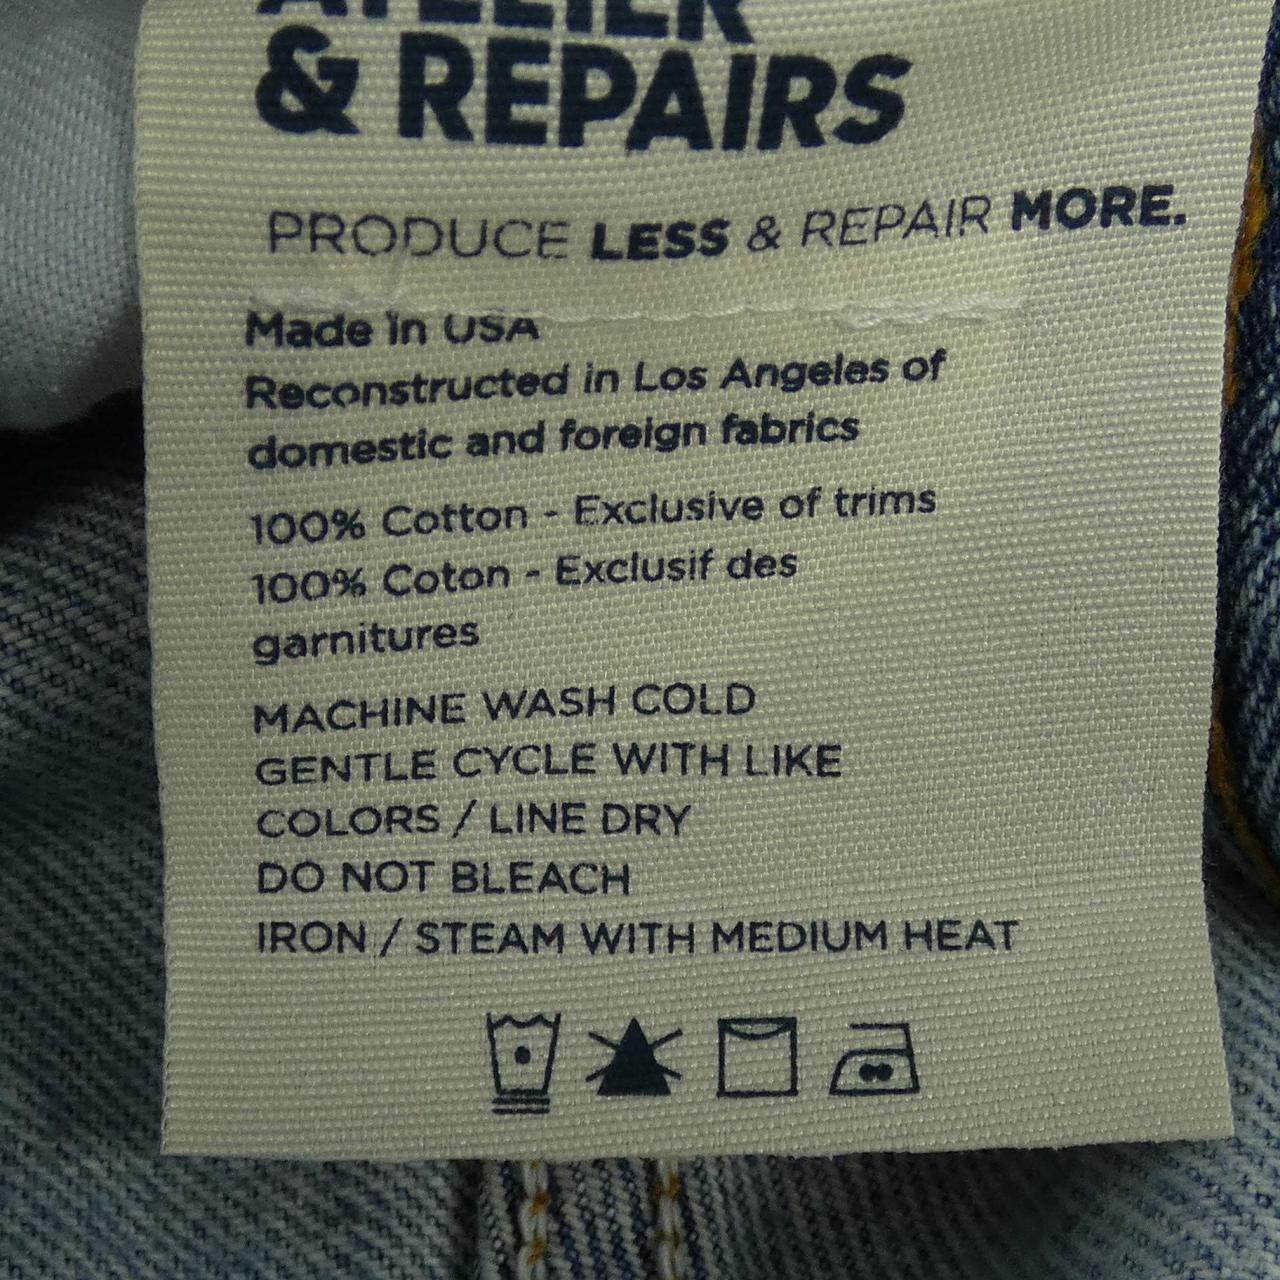 ATELIER
& REPAIRS
PRODUCE LESS & REPAIR MORE.
Made in USA
Reconstructed in Los Angeles of
domestic and foreign fabrics
100% Cotton - Exclusive of trims
100% Coton - Exclusif des
garnitures
MACHINE WASH COLD
GENTLE CYCLE WITH LIKE
COLORS / LINE DRY
DO NOT BLEACH
IRON / STEAM WITH MEDIUM HEAT